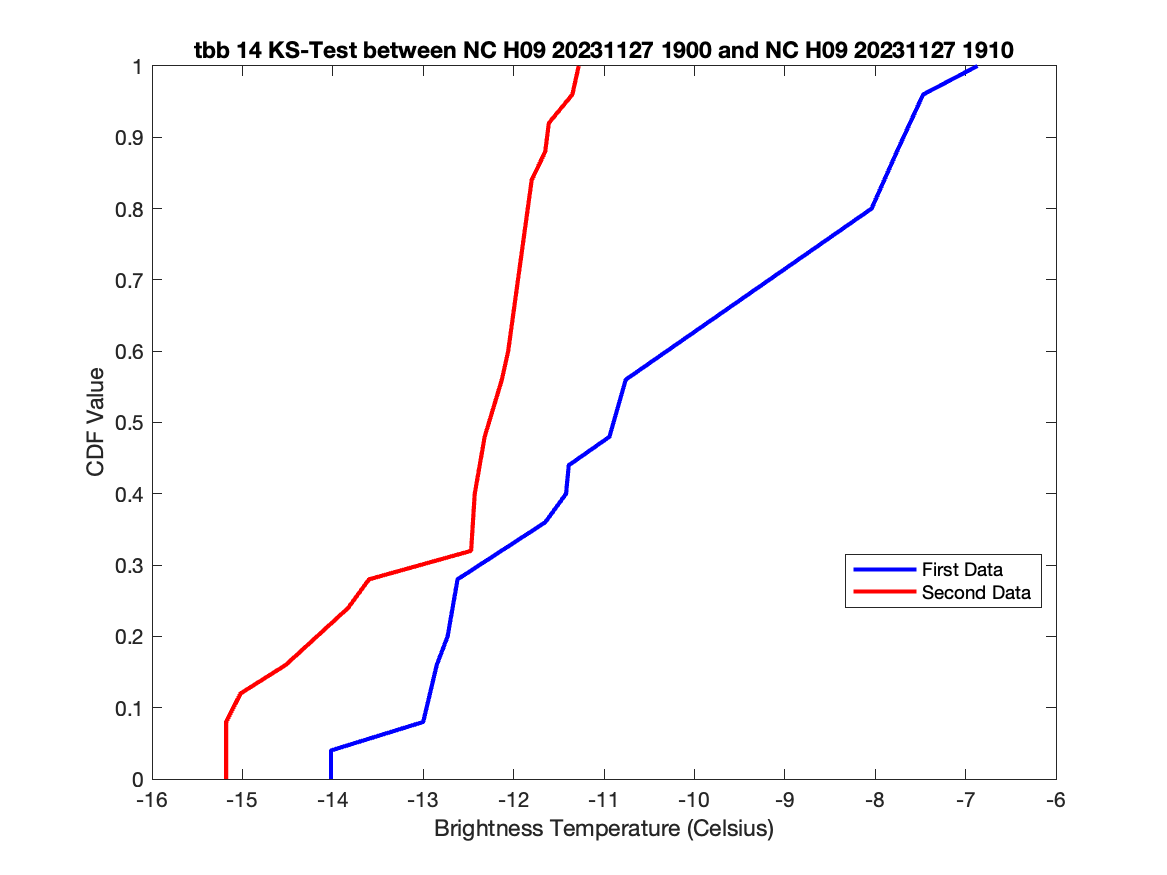 tbb 14 KS-Test between NC H09 20231127 1900 and NC H09 20231127 1910
1
0.9
0.8
0.7
0.6
0.5
0.4
0.3
0.2
0.1
0
CDF Value
First Data
Second Data
-16 -15 -14 -13 -12 -11 -10 -9 -8 -7 -6
Brightness Temperature (Celsius)